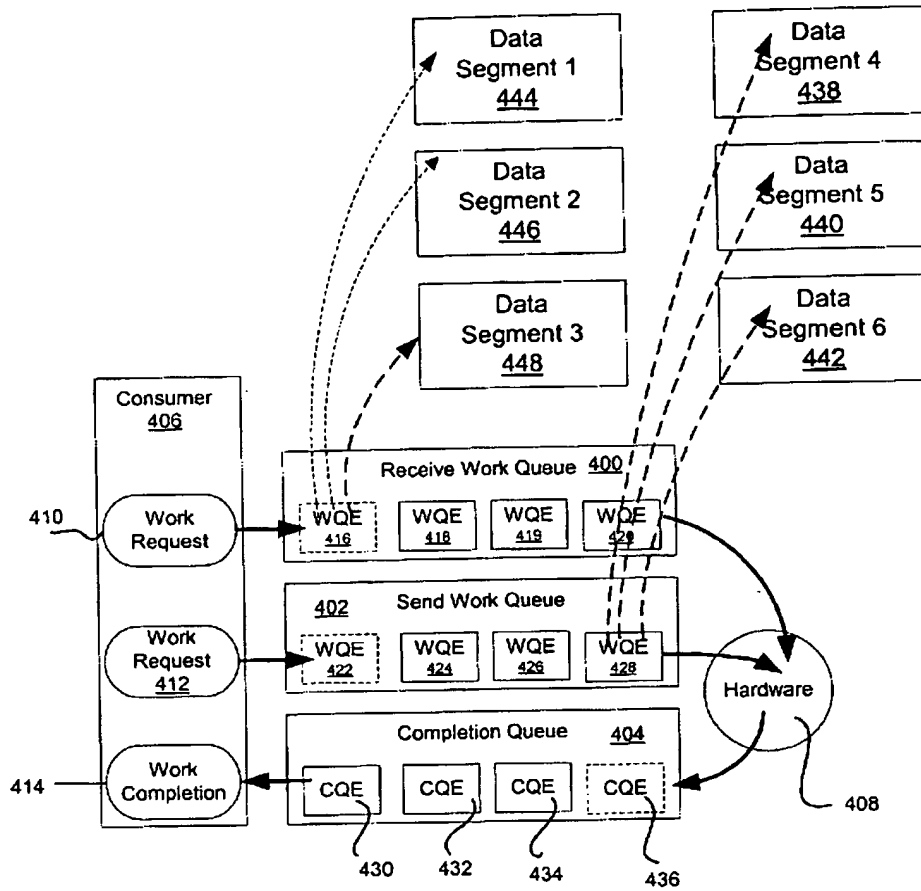 Data
Segment 1
444
Data
Segment 4
438
Data
Segment 2
446
Data
Segment 5
440
Data
Segment 3
448
Data
Segment 6
442
Consumer
406
410
Work
Request
Work
Request
412
414
Work
Completion
Receive Work Queue 400
WQE
416
WQE
418
WQE
419
WQE
420
402 Send Work Queue
WQE
422
WQE
424
WQE
426
WQE
428
Completion Queue 404
CQE
CQE
CQE
CQE
430
432
434
436
Hardware
408